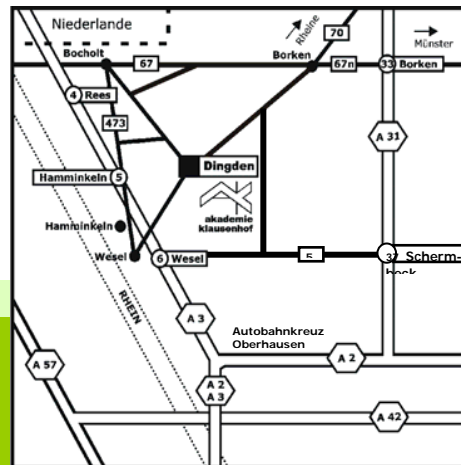 Niederlande
Rheine
70
Münster
Bocholt
67
Borken
67n
33 Borken
4 Rees
473
A 31
Dingden
Hamminkeln 5
akademie
klausenhof
Hamminkeln
Wesel
6 Wesel
37 Scherm-
beck
RHEIN
A 3
Autobahnkreuz
Oberhausen
A 2
A 57
A 2
A 3
A 42